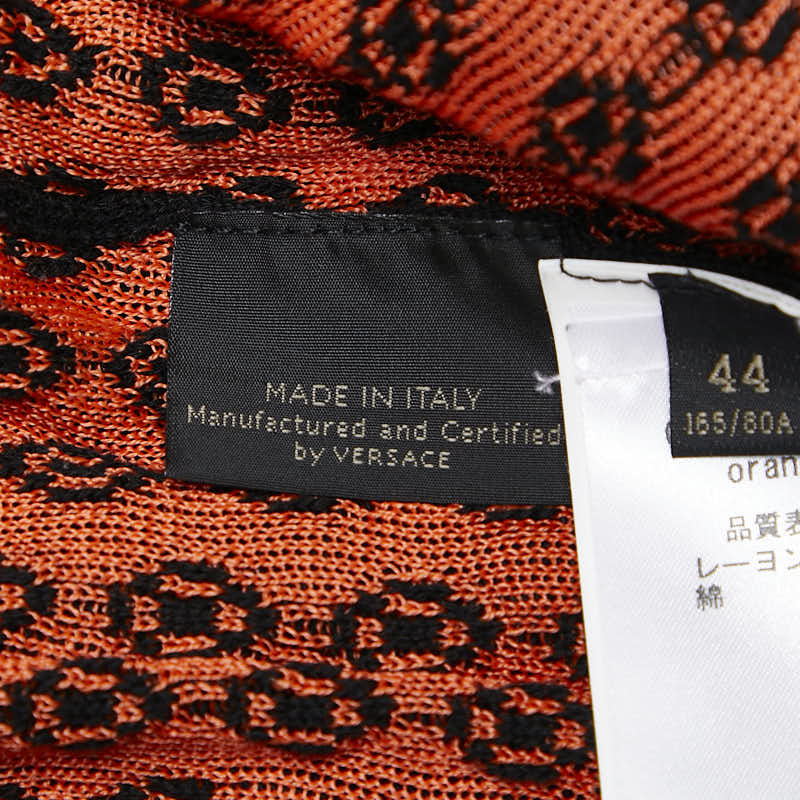 MADE IN ITALY
Manufactured and Certified
by VERSACE
44
165/80A
oran
品質表
レーヨン
綿